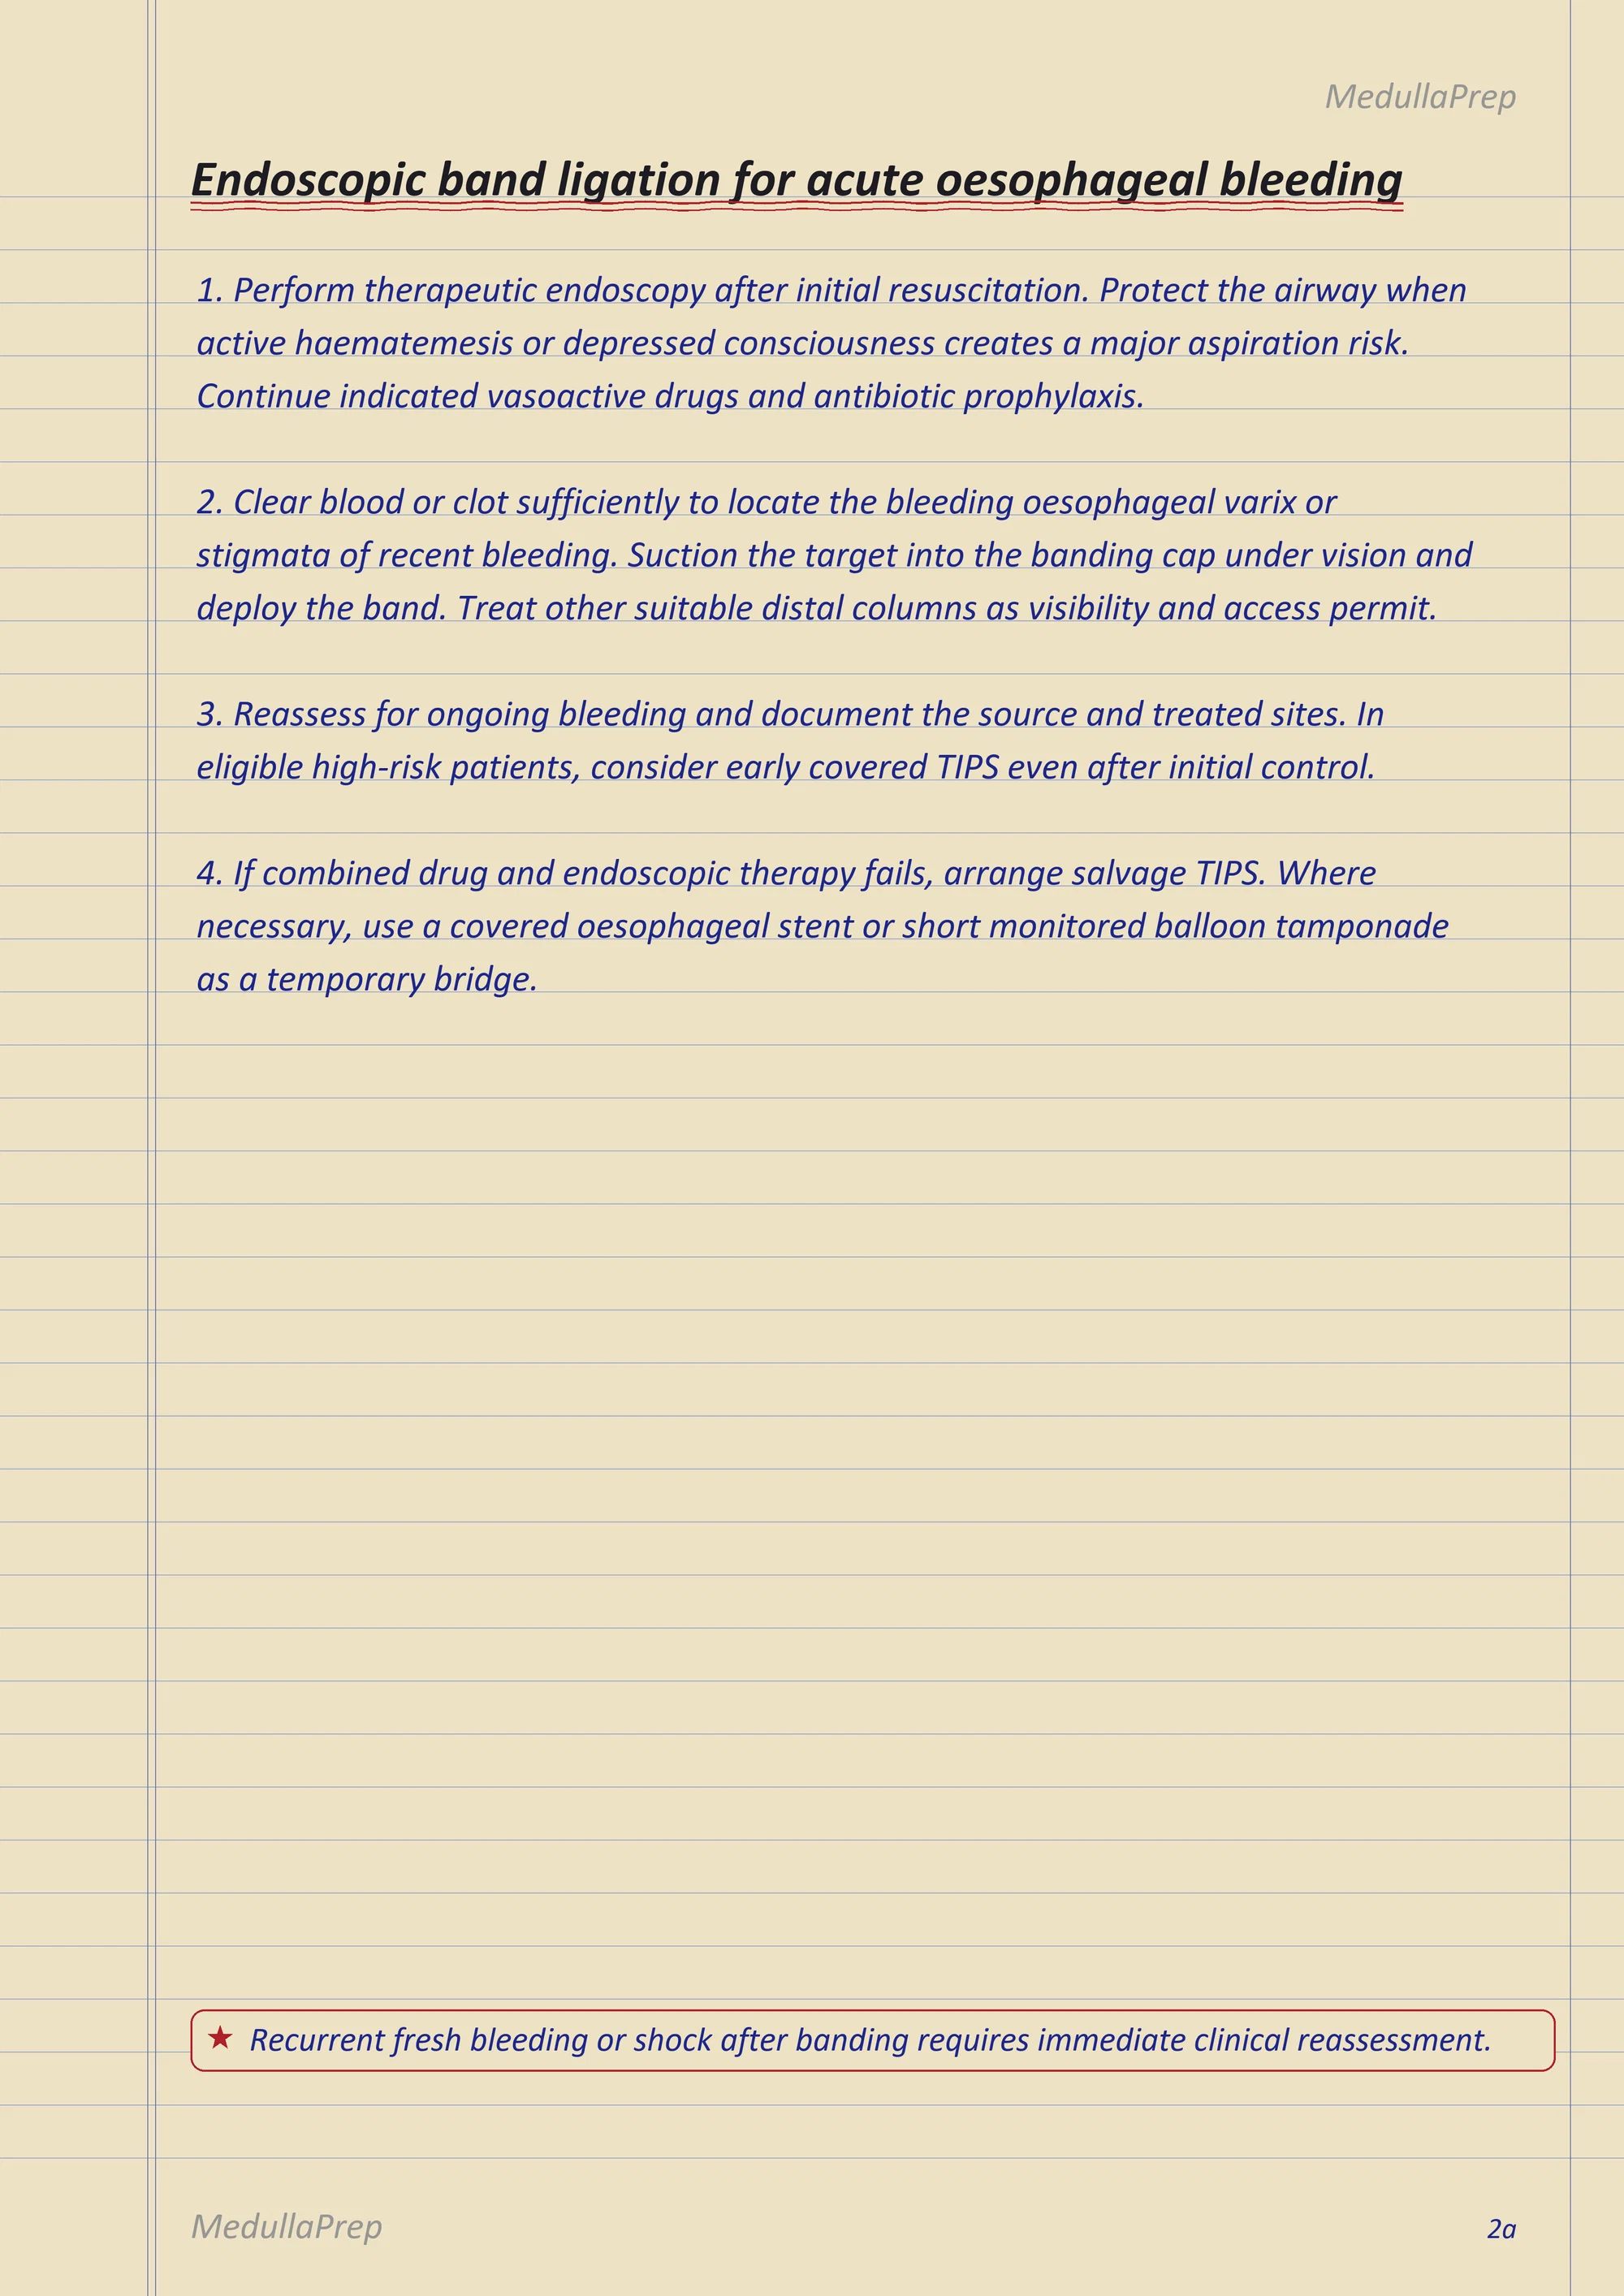 MedullaPrep
Endoscopic band ligation for acute oesophageal bleeding
1. Perform therapeutic endoscopy after initial resuscitation. Protect the airway when
active haematemesis or depressed consciousness creates a major aspiration risk.
Continue indicated vasoactive drugs and antibiotic prophylaxis.
2. Clear blood or clot sufficiently to locate the bleeding oesophageal varix or
stigmata of recent bleeding. Suction the target into the banding cap under vision and
deploy the band. Treat other suitable distal columns as visibility and access permit.
3. Reassess for ongoing bleeding and document the source and treated sites. In
eligible high-risk patients, consider early covered TIPS even after initial control.
4. If combined drug and endoscopic therapy fails, arrange salvage TIPS. Where
necessary, use a covered oesophageal stent or short monitored balloon tamponade
as a temporary bridge.
★ Recurrent fresh bleeding or shock after banding requires immediate clinical reassessment.
MedullaPrep
2a